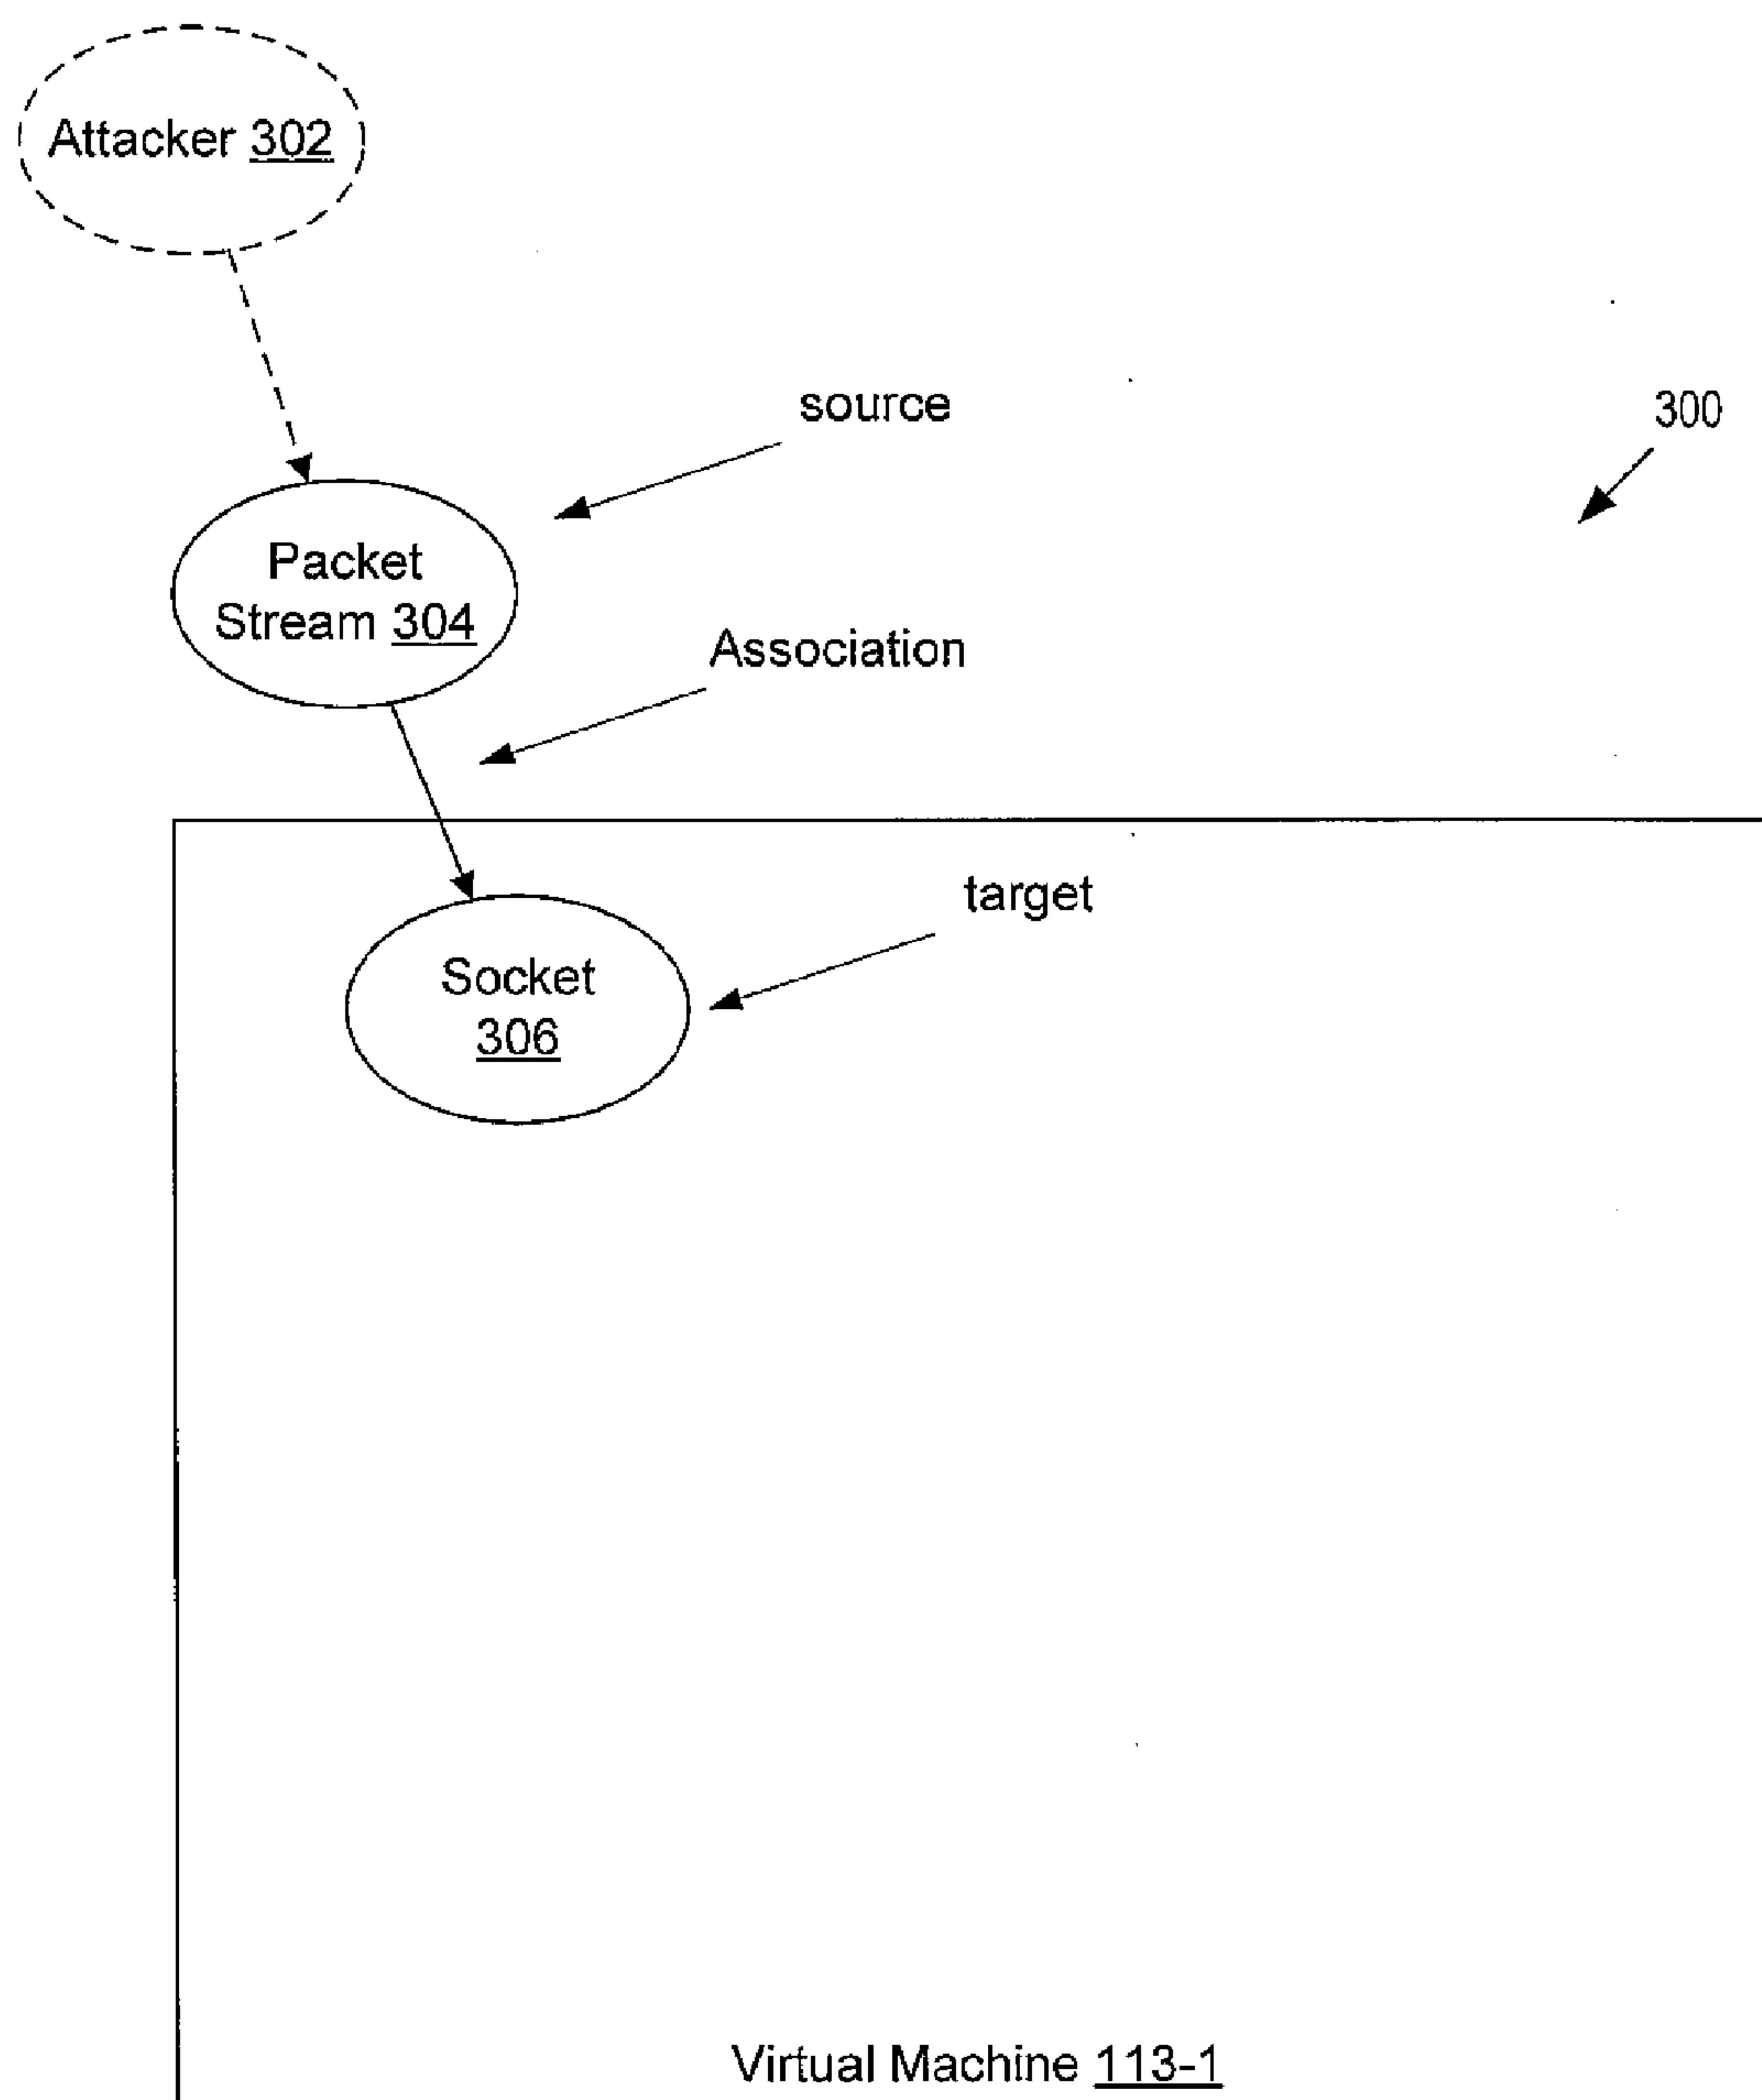 Attacker 302
source
300
Packet
Stream 304
Association
target
Socket
306
Virtual Machine 113-1